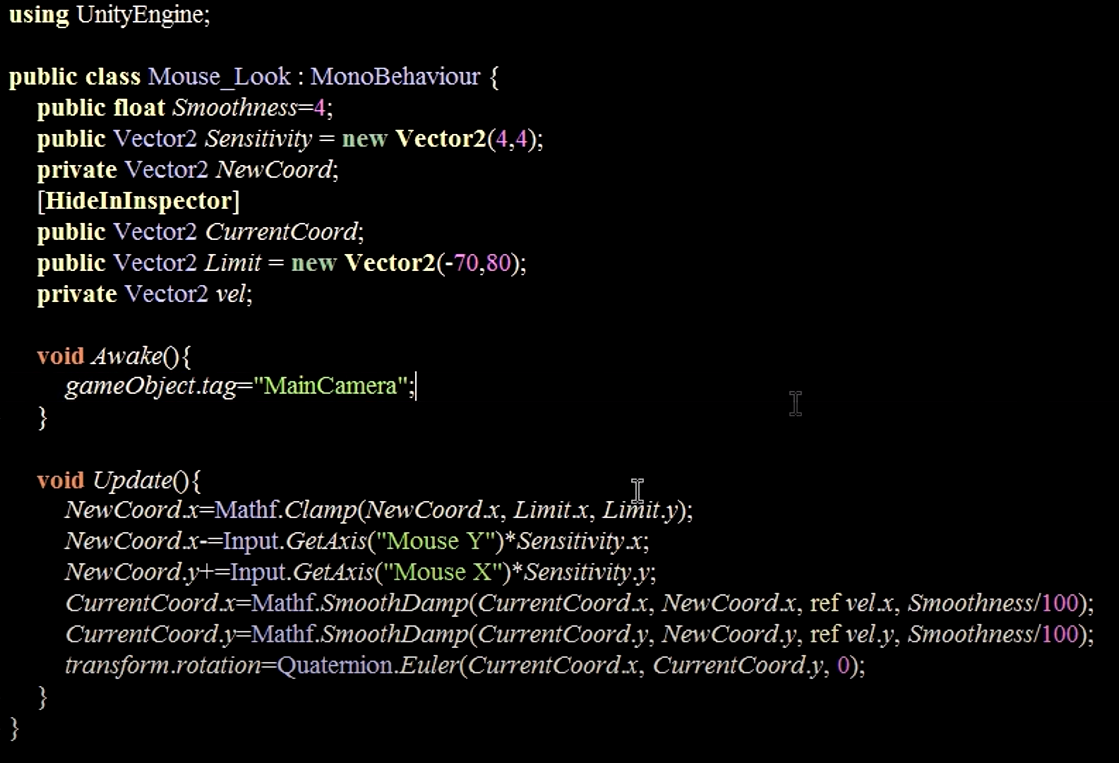 using UnityEngine;
public class Mouse_Look : MonoBehaviour {
public float Smoothness=4;
public Vector2 Sensitivity = new Vector2(4,4);
private Vector2 NewCoord;
[HideInInspector]
public Vector2 CurrentCoord;
public Vector2 Limit = new Vector2(-70,80);
private Vector2 vel;
void Awake(){
gameObject.tag="MainCamera";
}
void Update(){
NewCoord.x=Mathf.Clamp(NewCoord.x, Limit.x, Limit.y);
NewCoord.x-=Input.GetAxis("Mouse Y")*Sensitivity.x;
NewCoord.y+=Input.GetAxis("Mouse X")*Sensitivity.y;
CurrentCoord.x=Mathf.SmoothDamp(CurrentCoord.x, NewCoord.x, ref vel.x, Smoothness/100);
CurrentCoord.y=Mathf.SmoothDamp(CurrentCoord.y, NewCoord.y, ref vel.y, Smoothness/100);
transform.rotation=Quaternion.Euler(CurrentCoord.x, CurrentCoord.y, 0);
}
}